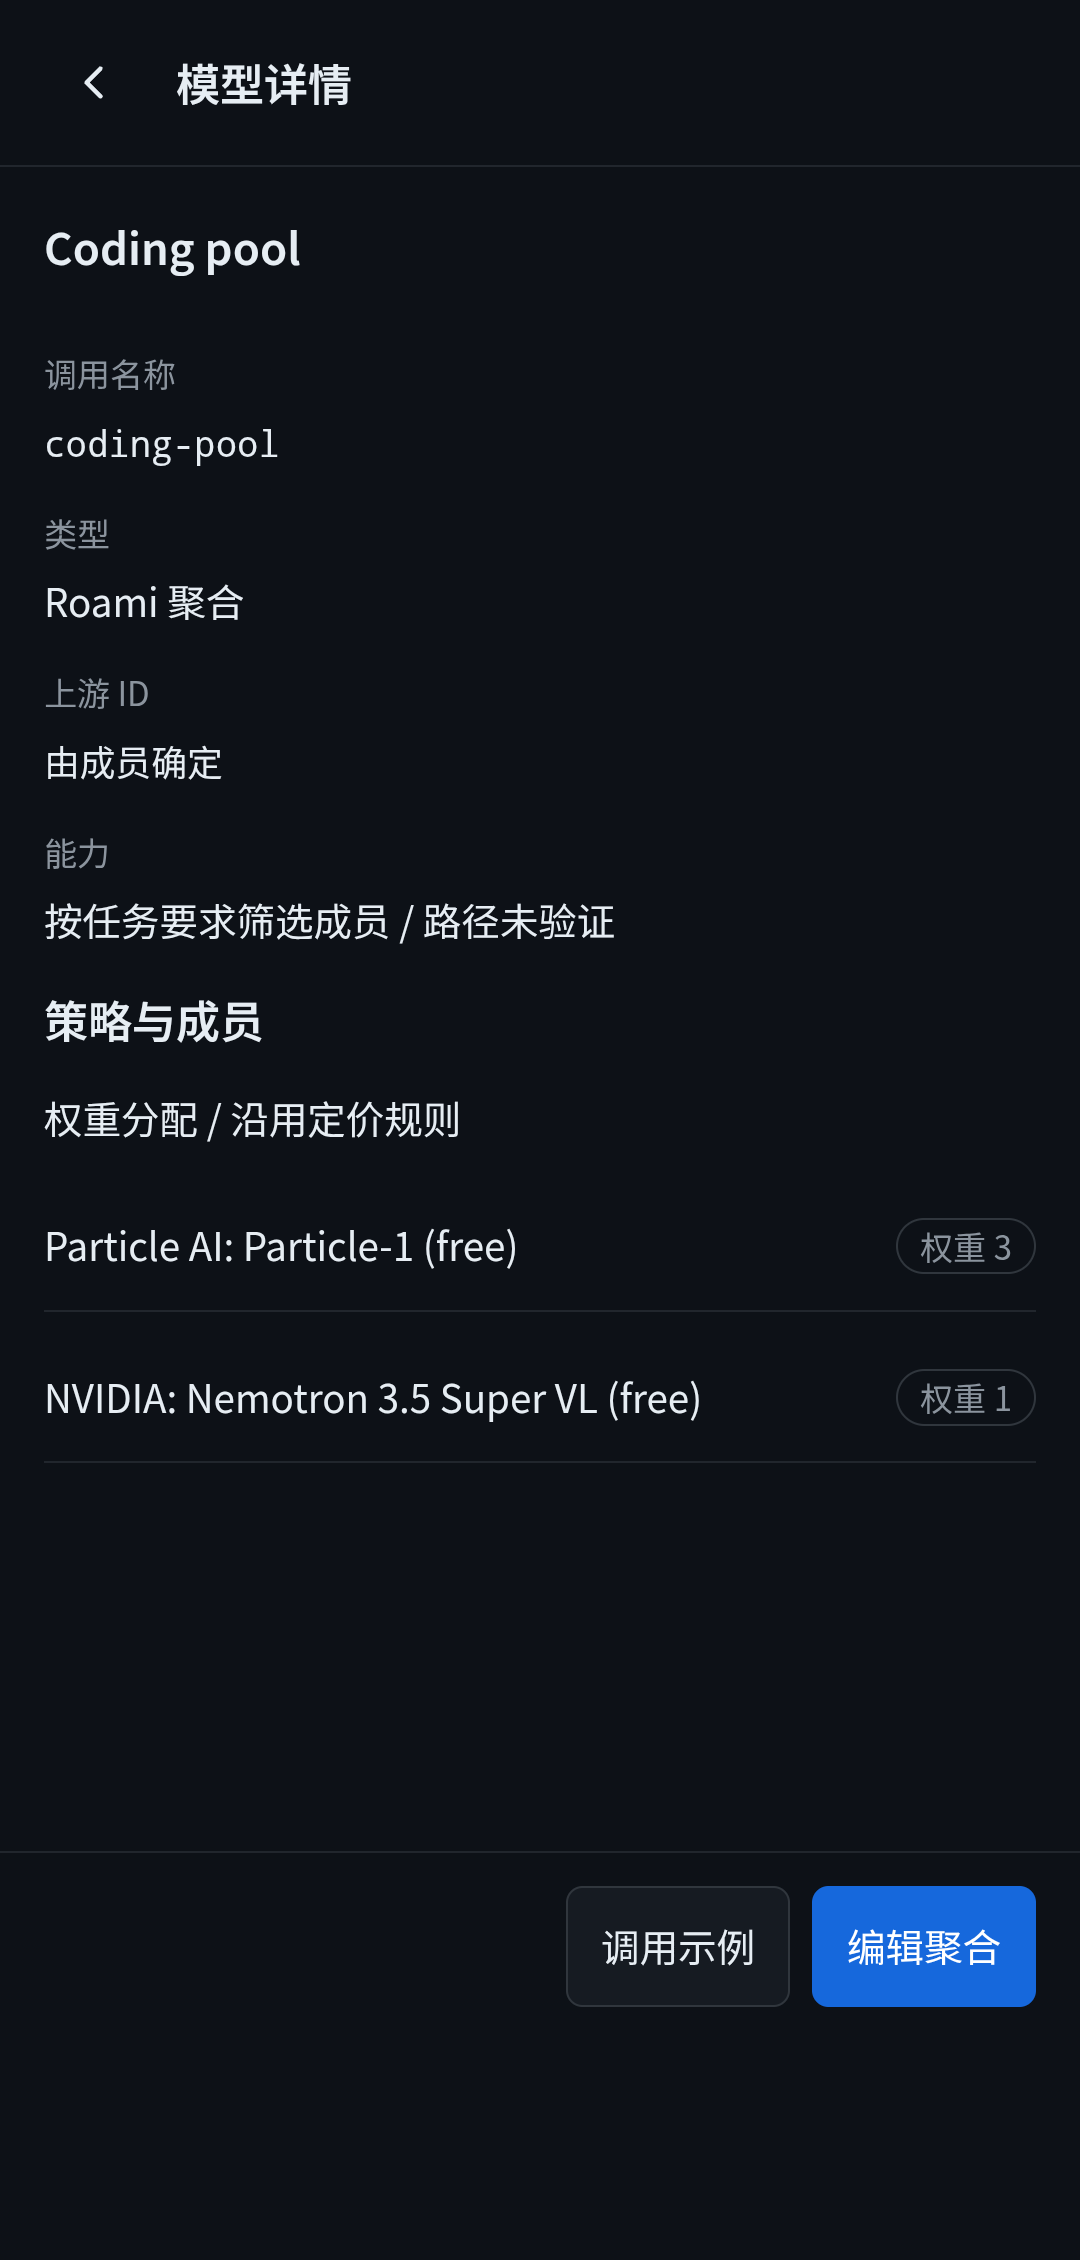 模型详情
Coding pool
调用名称
coding-pool
类型
Roami 聚合
上游 ID
由成员确定
能力
按任务要求筛选成员 / 路径未验证
策略与成员
权重分配 / 沿用定价规则
Particle AI: Particle-1 (free)
权重 3
NVIDIA: Nemotron 3.5 Super VL (free)
权重 1
调用示例
编辑聚合